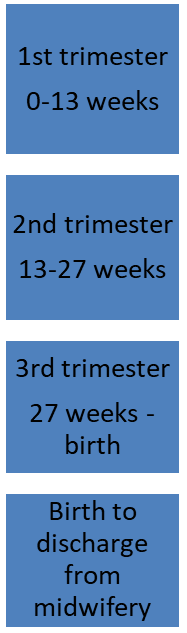 1st trimester
0-13 weeks
2nd trimester
13-27 weeks
3rd trimester
27 weeks -
birth
Birth to
discharge
from
midwifery